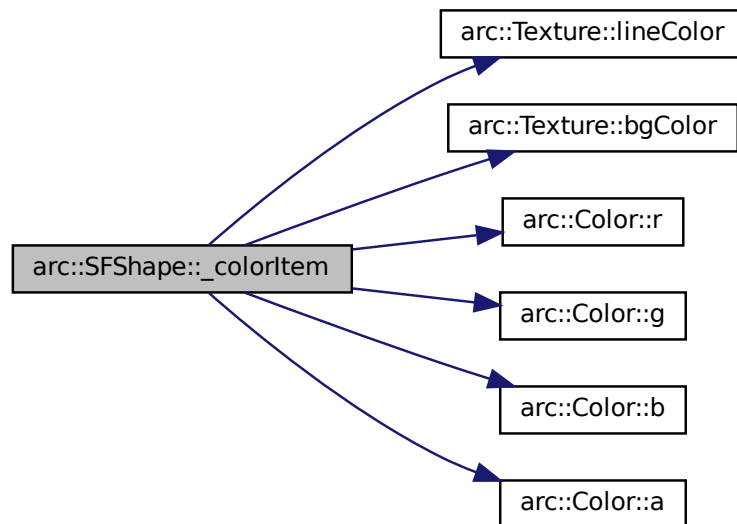 arc::Texture::lineColor
arc::Texture::bgColor
arc::Color::r
arc::SFShape::_colorItem
arc::Color::g
arc::Color::b
arc::Color::a